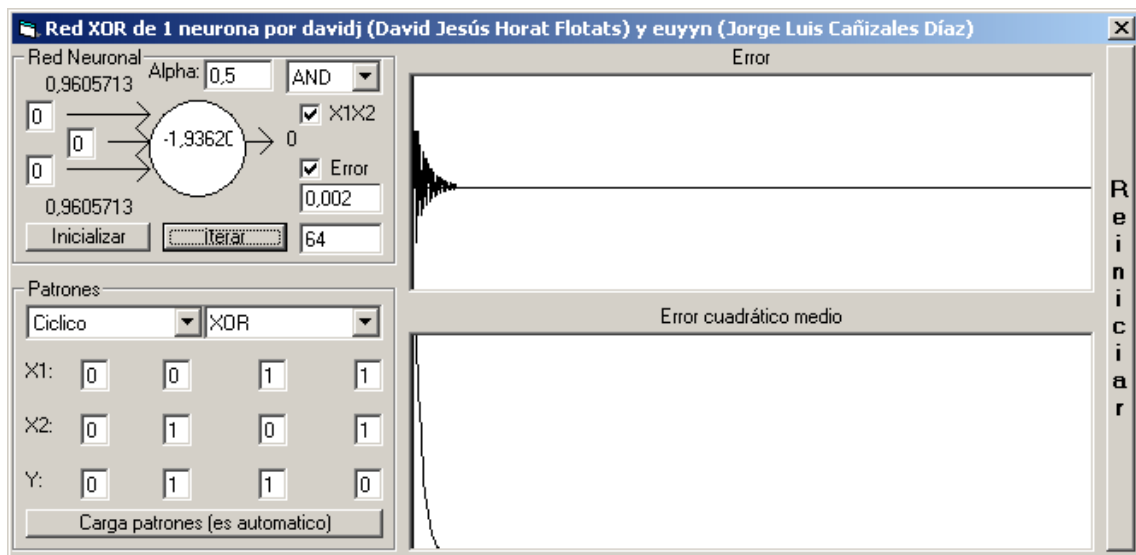 Red XOR de 1 neurona por davidj (David Jesús Horat Flotats) y euyyn (Jorge Luis Cañizales Díaz)
Red Neuronal
0,9605713
Alpha: 0,5
AND
0
X1X2
0
-1,93620
0
0
Error
0,002
0,9605713
Inicializar
iterar
64
Patrones
Ciclico
XOR
X1: 0 0 1 1
X2: 0 1 0 1
Y: 0 1 1 0
Carga patrones (es automatico)
Error
Error cuadrático medio
Reiniciar